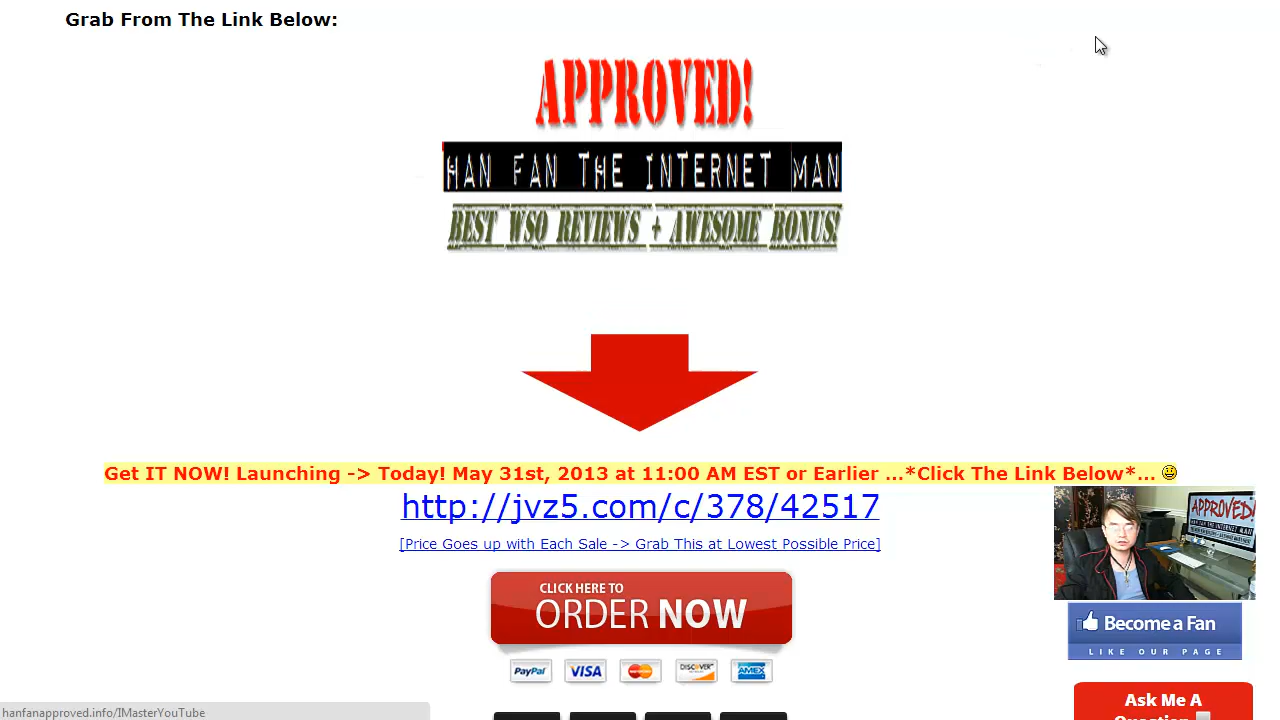 Grab From The Link Below:
APPROVED!
HAN FAN THE INTERNET MAN
BEST WSO REVIEWS + AWESOME BONUS!
Get IT NOW! Launching -> Today! May 31st, 2013 at 11:00 AM EST or Earlier ...*Click The Link Below*...
http://jvz5.com/c/378/42517
[Price Goes up with Each Sale -> Grab This at Lowest Possible Price]
CLICK HERE TO
ORDER NOW
PayPal VISA MasterCard DISCOVER AMEX
APPROVED!
Become a Fan
LIKE OUR PAGE
Ask Me A
Question
hanfanapproved.info/IMasterYouTube